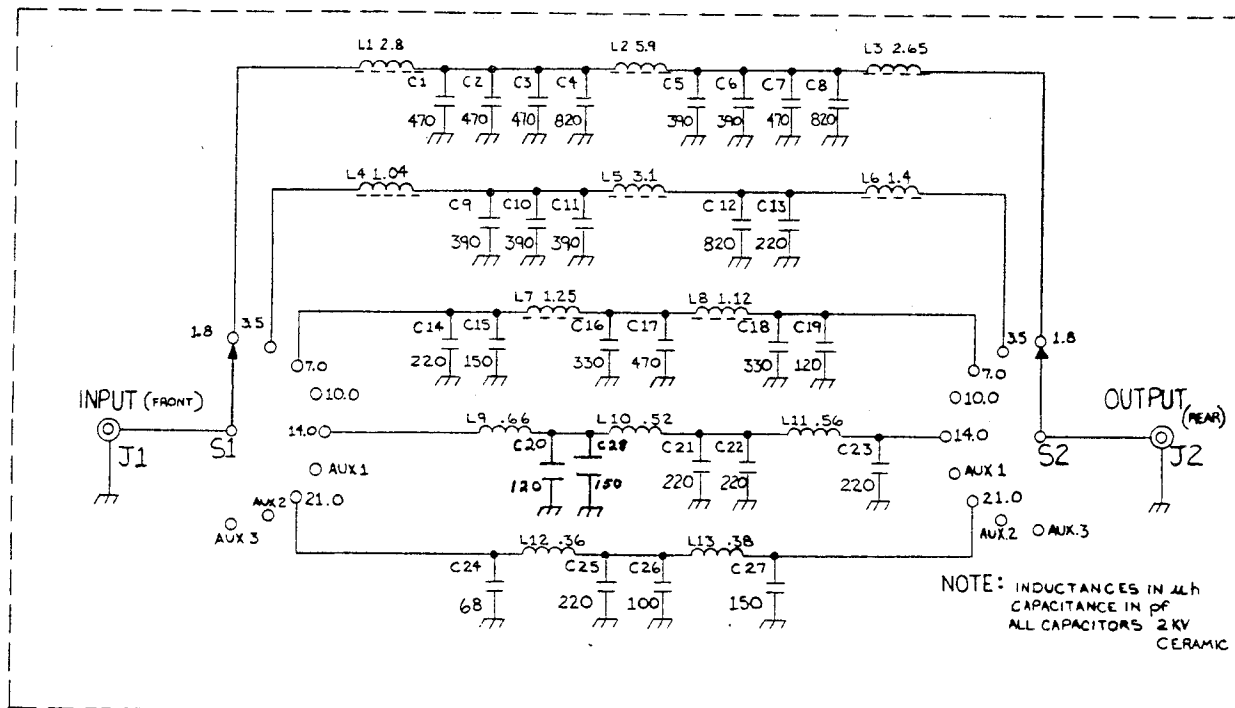 L1 2.8
L2 5.9
L3 2.65
C1 C2 C3 C4 C5 C6 C7 C8
470 470 470 820 390 390 470 820
L4 1.04
L5 3.1
L6 1.4
C9 C10 C11 C12 C13
390 390 390 820 220
L7 1.25
L8 1.12
1.8 3.5
3.5 1.8
C14 C15 C16 C17 C18 C19
220 150 330 470 330 120
7.0
7.0
10.0
10.0
INPUT (FRONT)
OUTPUT (REAR)
J1
S1
14.0
L9 .66
L10 .52
L11 .56
14.0
S2
J2
C20 C28 C21 C22 C23
120 150 220 220 220
AUX 1
AUX 1
21.0
21.0
AUX 2
AUX 3
AUX.2
AUX.3
L12 .36
L13 .38
C24 C25 C26 C27
68 220 100 150
NOTE: INDUCTANCES IN µh
CAPACITANCE IN pf
ALL CAPACITORS 2KV
CERAMIC